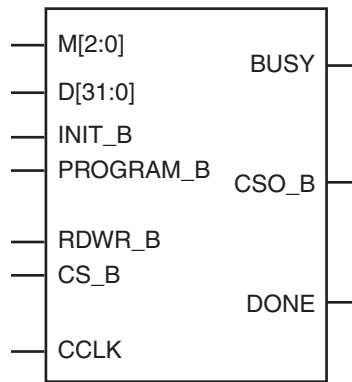 M[2:0]
D[31:0]
INIT_B
PROGRAM_B
RDWR_B
CS_B
CCLK
BUSY
CSO_B
DONE